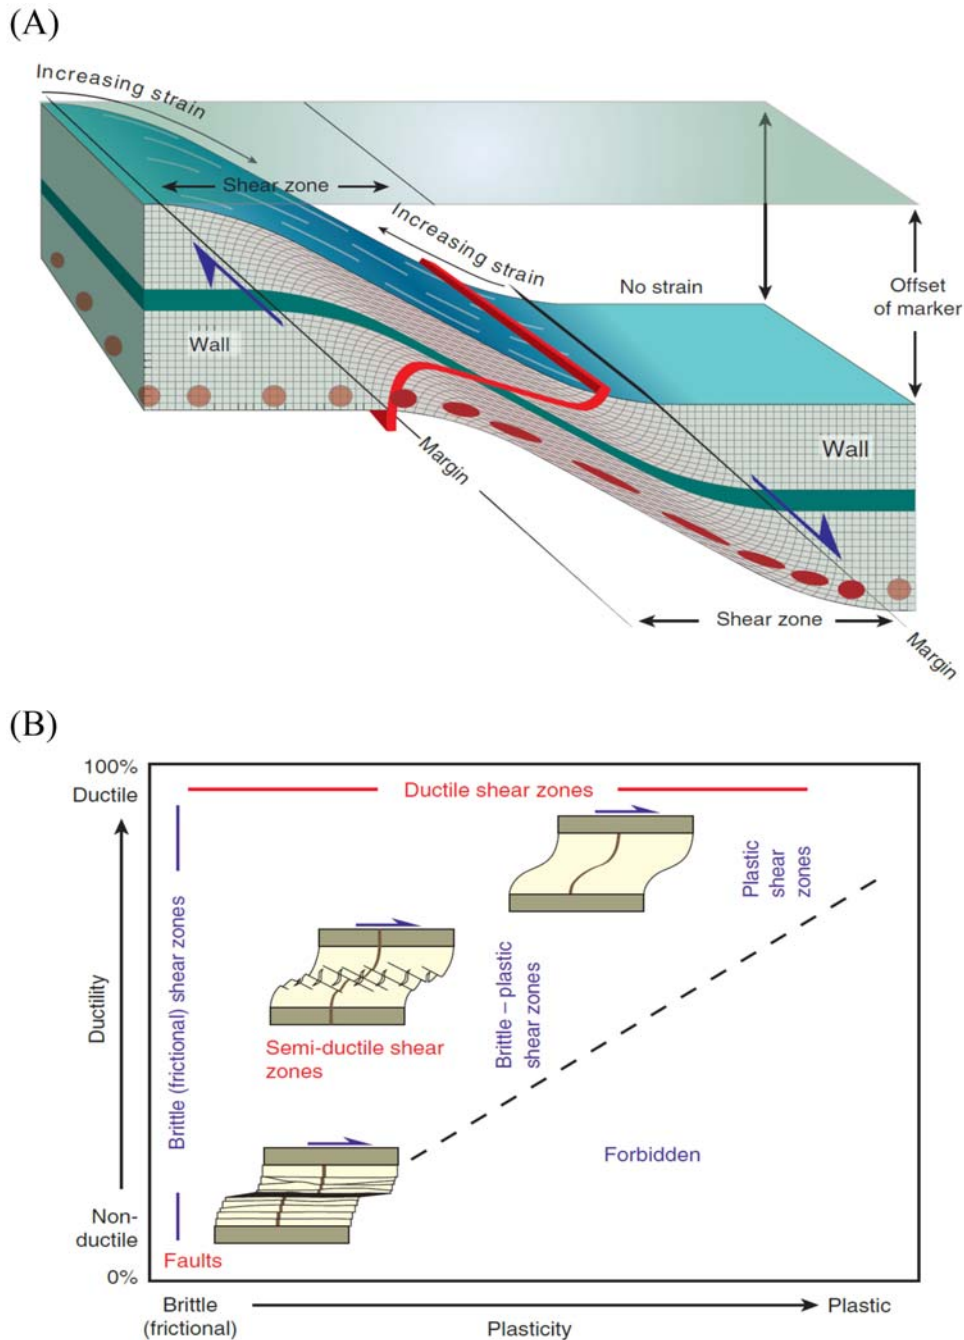 (A)
Increasing strain
Shear zone
Increasing strain
No strain
Offset
of marker
Wall
Wall
Margin
Shear zone
Margin
(B)
100%
Ductile
Ductile shear zones
Plastic
shear
zones
Brittle (frictional) shear zones
Ductility
Brittle – plastic
shear zones
Semi-ductile shear
zones
Forbidden
Non-
ductile
Faults
0%
Brittle
(frictional)
Plasticity
Plastic